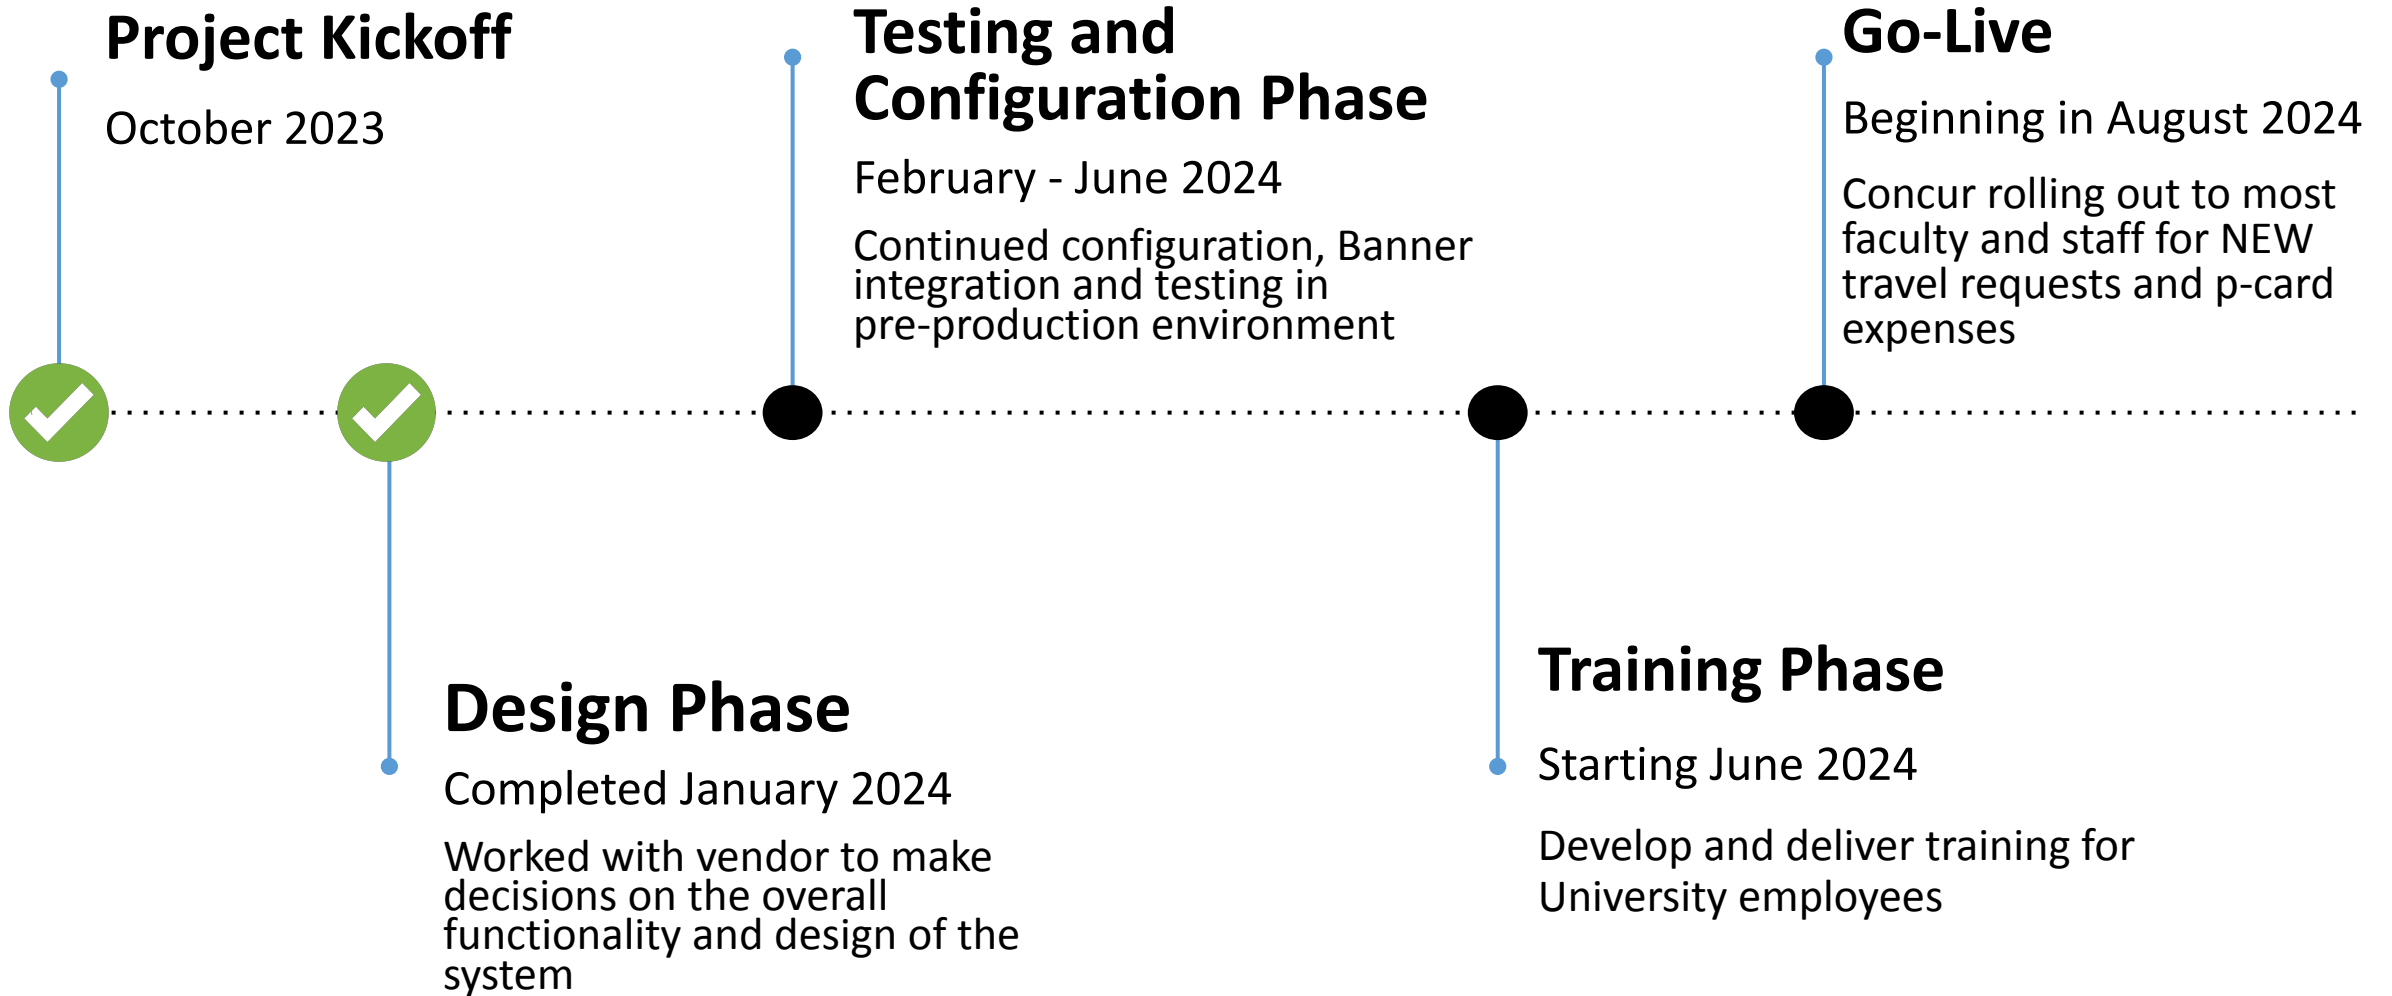 Project Kickoff
October 2023
Testing and
Configuration Phase
February - June 2024
Continued configuration, Banner
integration and testing in
pre-production environment
Go-Live
Beginning in August 2024
Concur rolling out to most
faculty and staff for NEW
travel requests and p-card
expenses
Design Phase
Completed January 2024
Worked with vendor to make
decisions on the overall
functionality and design of the
system
Training Phase
Starting June 2024
Develop and deliver training for
University employees